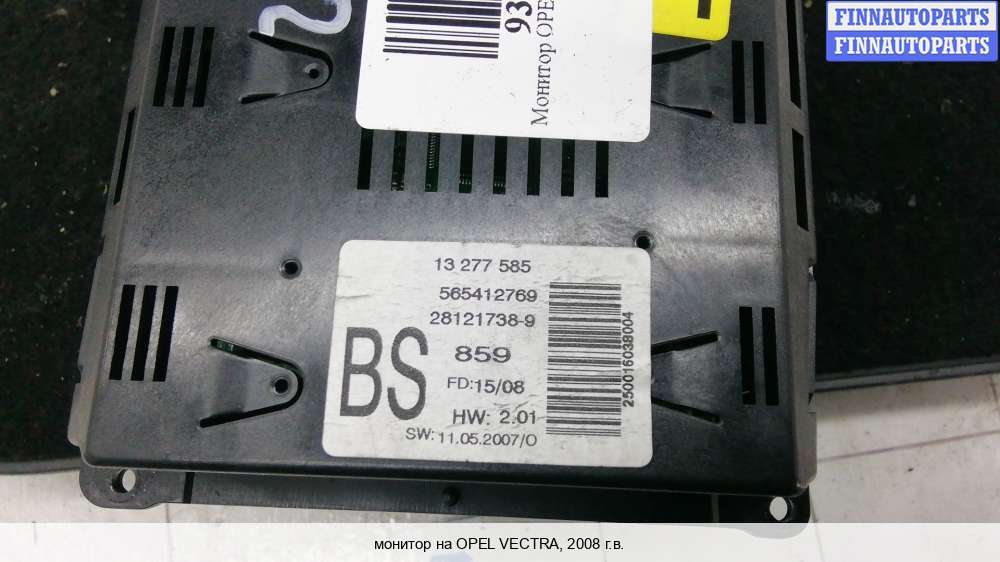 FINNAUTOPARTS
FINNAUTOPARTS
93
Монитор OPE
13 277 585
565412769
28121738-9
BS
859
FD:15/08
HW: 2.01
SW: 11.05.2007/O
250015038004
монитор на OPEL VECTRA, 2008 г.в.